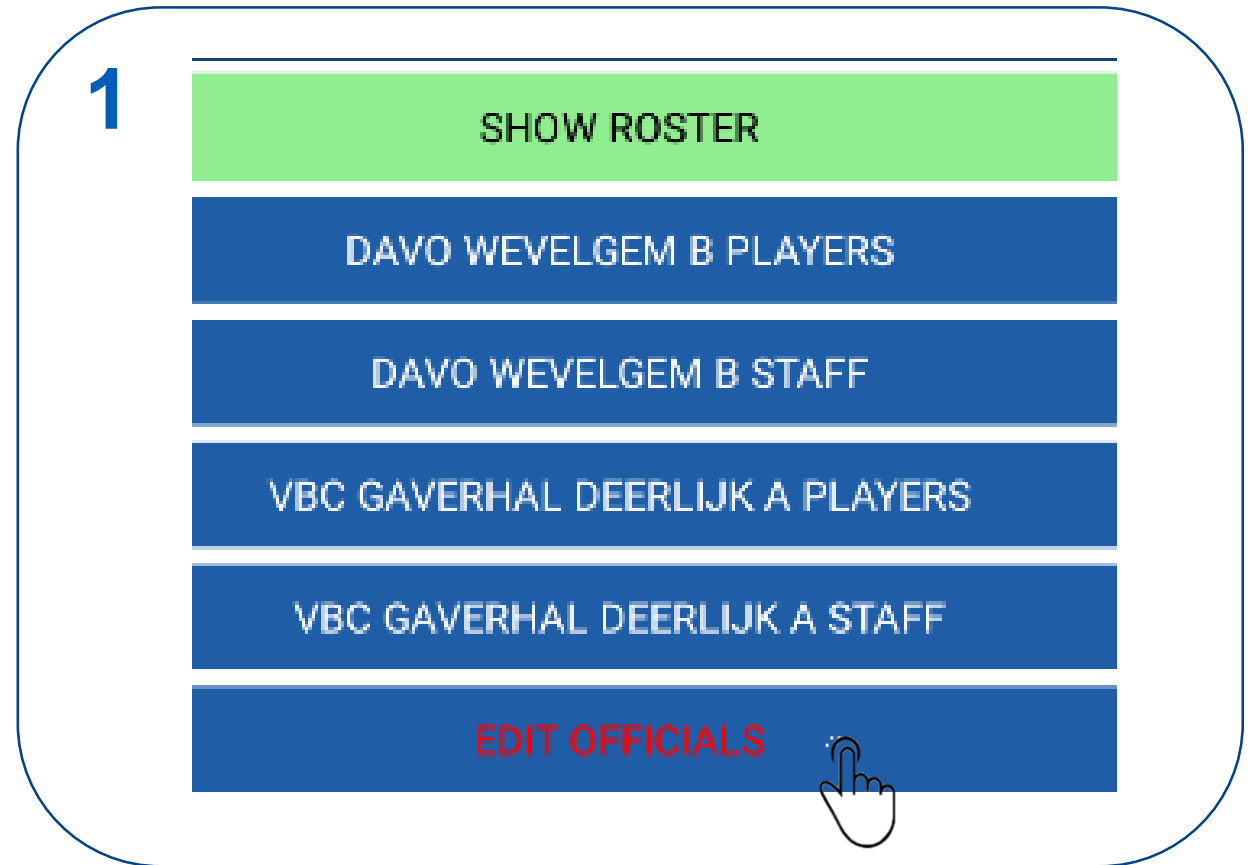 1
SHOW ROSTER
DAVO WEVELGEM B PLAYERS
DAVO WEVELGEM B STAFF
VBC GAVERHAL DEERLIJK A PLAYERS
VBC GAVERHAL DEERLIJK A STAFF
EDIT OFFICIALS